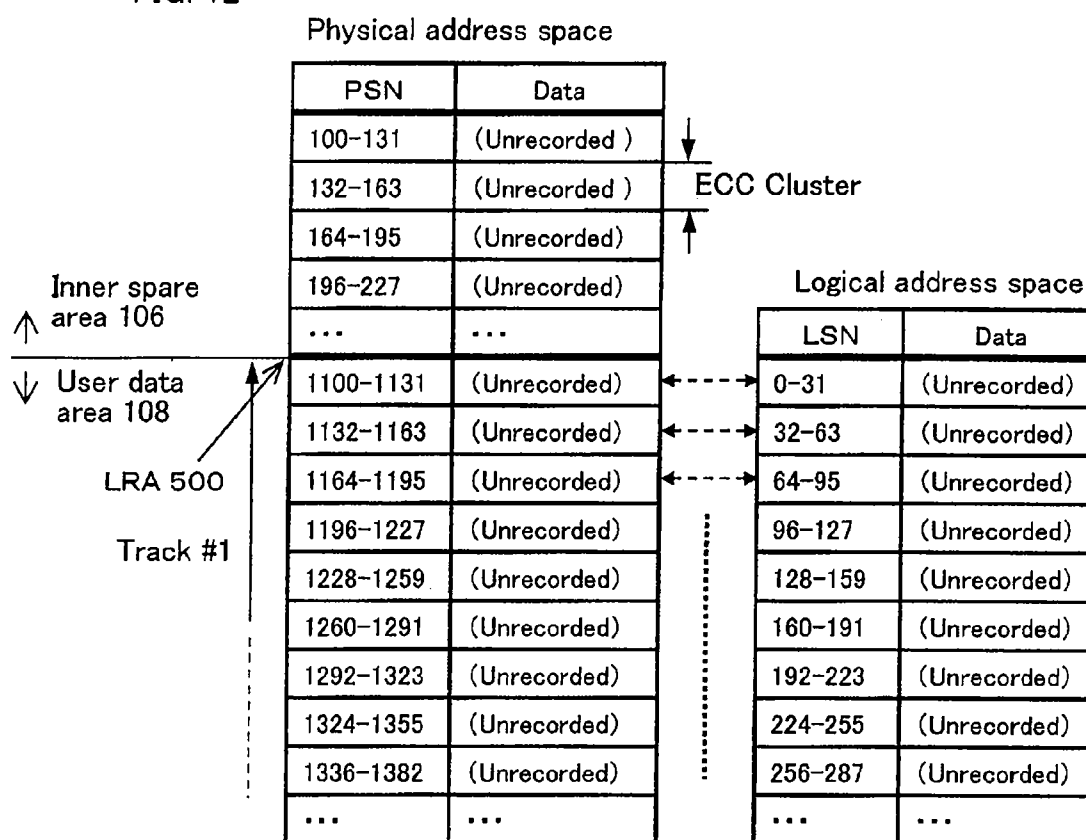 Physical address space
PSN Data
100-131 (Unrecorded )
132-163 (Unrecorded )
ECC Cluster
164-195 (Unrecorded)
196-227 (Unrecorded)
... ...
Inner spare
area 106
User data
area 108
LRA 500
Track #1
1100-1131 (Unrecorded)
1132-1163 (Unrecorded)
1164-1195 (Unrecorded)
1196-1227 (Unrecorded)
1228-1259 (Unrecorded)
1260-1291 (Unrecorded)
1292-1323 (Unrecorded)
1324-1355 (Unrecorded)
1336-1382 (Unrecorded)
... ...
Logical address space
LSN Data
0-31 (Unrecorded)
32-63 (Unrecorded)
64-95 (Unrecorded)
96-127 (Unrecorded)
128-159 (Unrecorded)
160-191 (Unrecorded)
192-223 (Unrecorded)
224-255 (Unrecorded)
256-287 (Unrecorded)
... ...